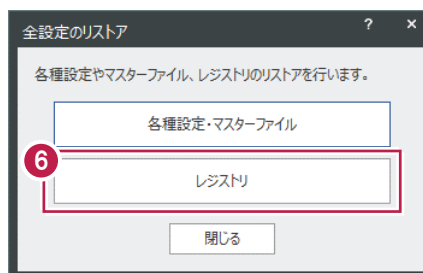 全設定のリストア ? ×
各種設定やマスターファイル、レジストリのリストアを行います。
各種設定・マスターファイル
6
レジストリ
閉じる